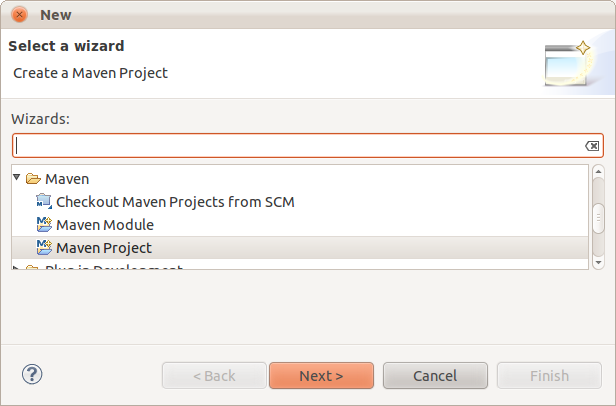 New
Select a wizard
Create a Maven Project
Wizards:
Maven
Checkout Maven Projects from SCM
Maven Module
Maven Project
Plug-in Development
< Back
Next >
Cancel
Finish